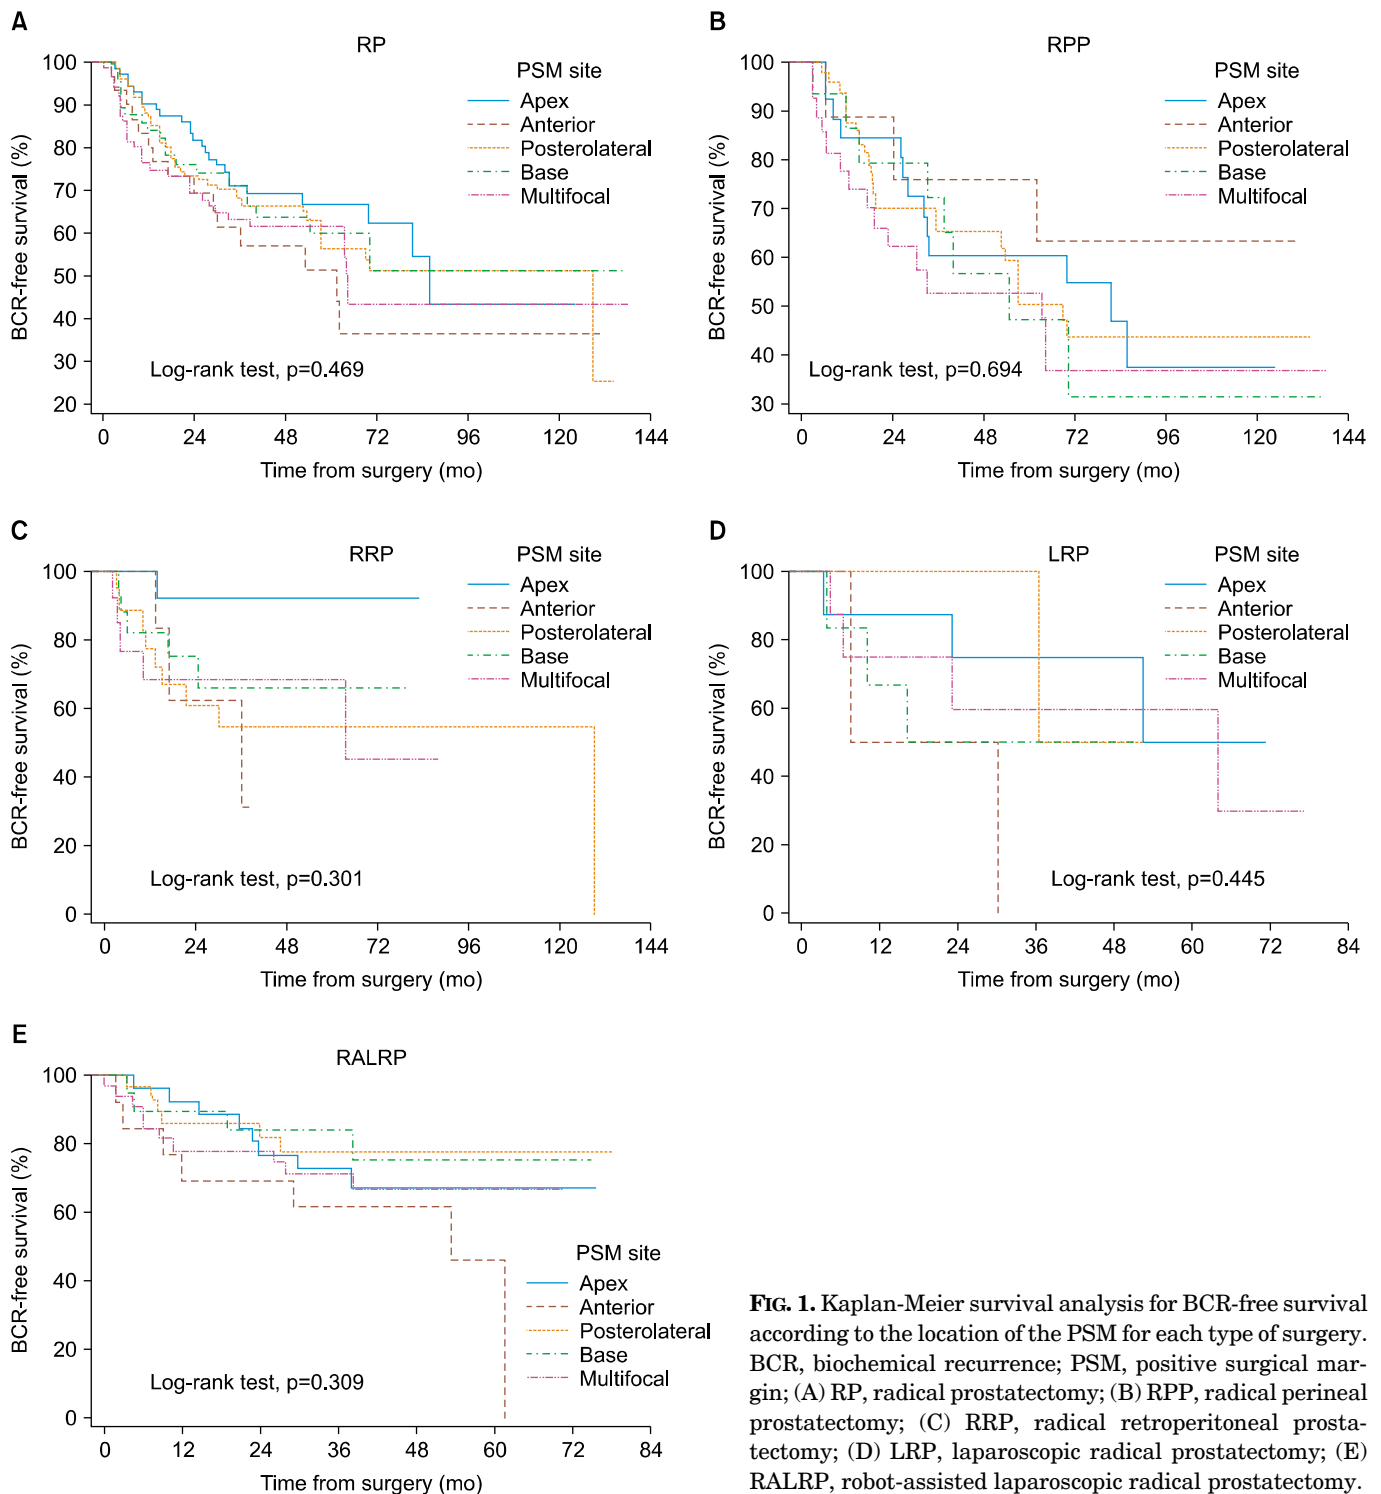 A
RP
BCR-free survival (%)
100
90
80
70
60
50
40
30
20
PSM site
Apex
Anterior
Posterolateral
Base
Multifocal
Log-rank test, p=0.469
0 24 48 72 96 120 144
Time from surgery (mo)
B
RPP
BCR-free survival (%)
100
90
80
70
60
50
40
30
PSM site
Apex
Anterior
Posterolateral
Base
Multifocal
Log-rank test, p=0.694
0 24 48 72 96 120 144
Time from surgery (mo)
C
RRP
BCR-free survival (%)
100
80
60
40
20
0
PSM site
Apex
Anterior
Posterolateral
Base
Multifocal
Log-rank test, p=0.301
0 24 48 72 96 120 144
Time from surgery (mo)
D
LRP
BCR-free survival (%)
100
80
60
40
20
0
PSM site
Apex
Anterior
Posterolateral
Base
Multifocal
Log-rank test, p=0.445
0 12 24 36 48 60 72 84
Time from surgery (mo)
E
RALRP
BCR-free survival (%)
100
80
60
40
20
0
PSM site
Apex
Anterior
Posterolateral
Base
Multifocal
Log-rank test, p=0.309
0 12 24 36 48 60 72 84
Time from surgery (mo)
FIG. 1. Kaplan-Meier survival analysis for BCR-free survival
according to the location of the PSM for each type of surgery.
BCR, biochemical recurrence; PSM, positive surgical mar-
gin; (A) RP, radical prostatectomy; (B) RPP, radical perineal
prostatectomy; (C) RRP, radical retroperitoneal prosta-
tectomy; (D) LRP, laparoscopic radical prostatectomy; (E)
RALRP, robot-assisted laparoscopic radical prostatectomy.